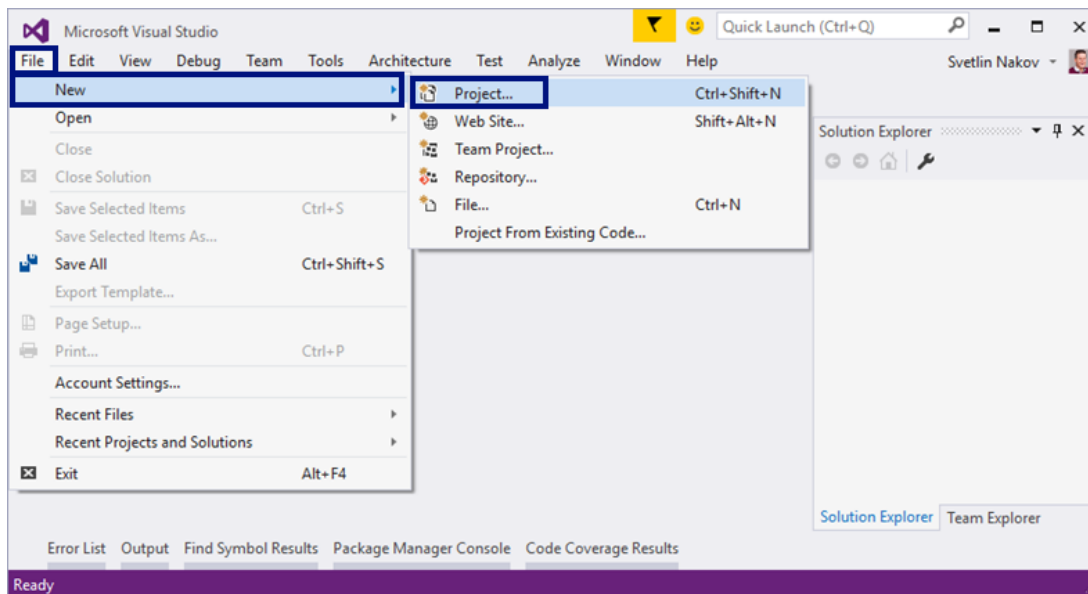 Microsoft Visual Studio
Quick Launch (Ctrl+Q)
File Edit View Debug Team Tools Architecture Test Analyze Window Help
Svetlin Nakov
New
Open
Close
Close Solution
Save Selected Items Ctrl+S
Save Selected Items As...
Save All Ctrl+Shift+S
Export Template...
Page Setup...
Print... Ctrl+P
Account Settings...
Recent Files
Recent Projects and Solutions
Exit Alt+F4
Project... Ctrl+Shift+N
Web Site... Shift+Alt+N
Team Project...
Repository...
File... Ctrl+N
Project From Existing Code...
Solution Explorer
Solution Explorer Team Explorer
Error List Output Find Symbol Results Package Manager Console Code Coverage Results
Ready